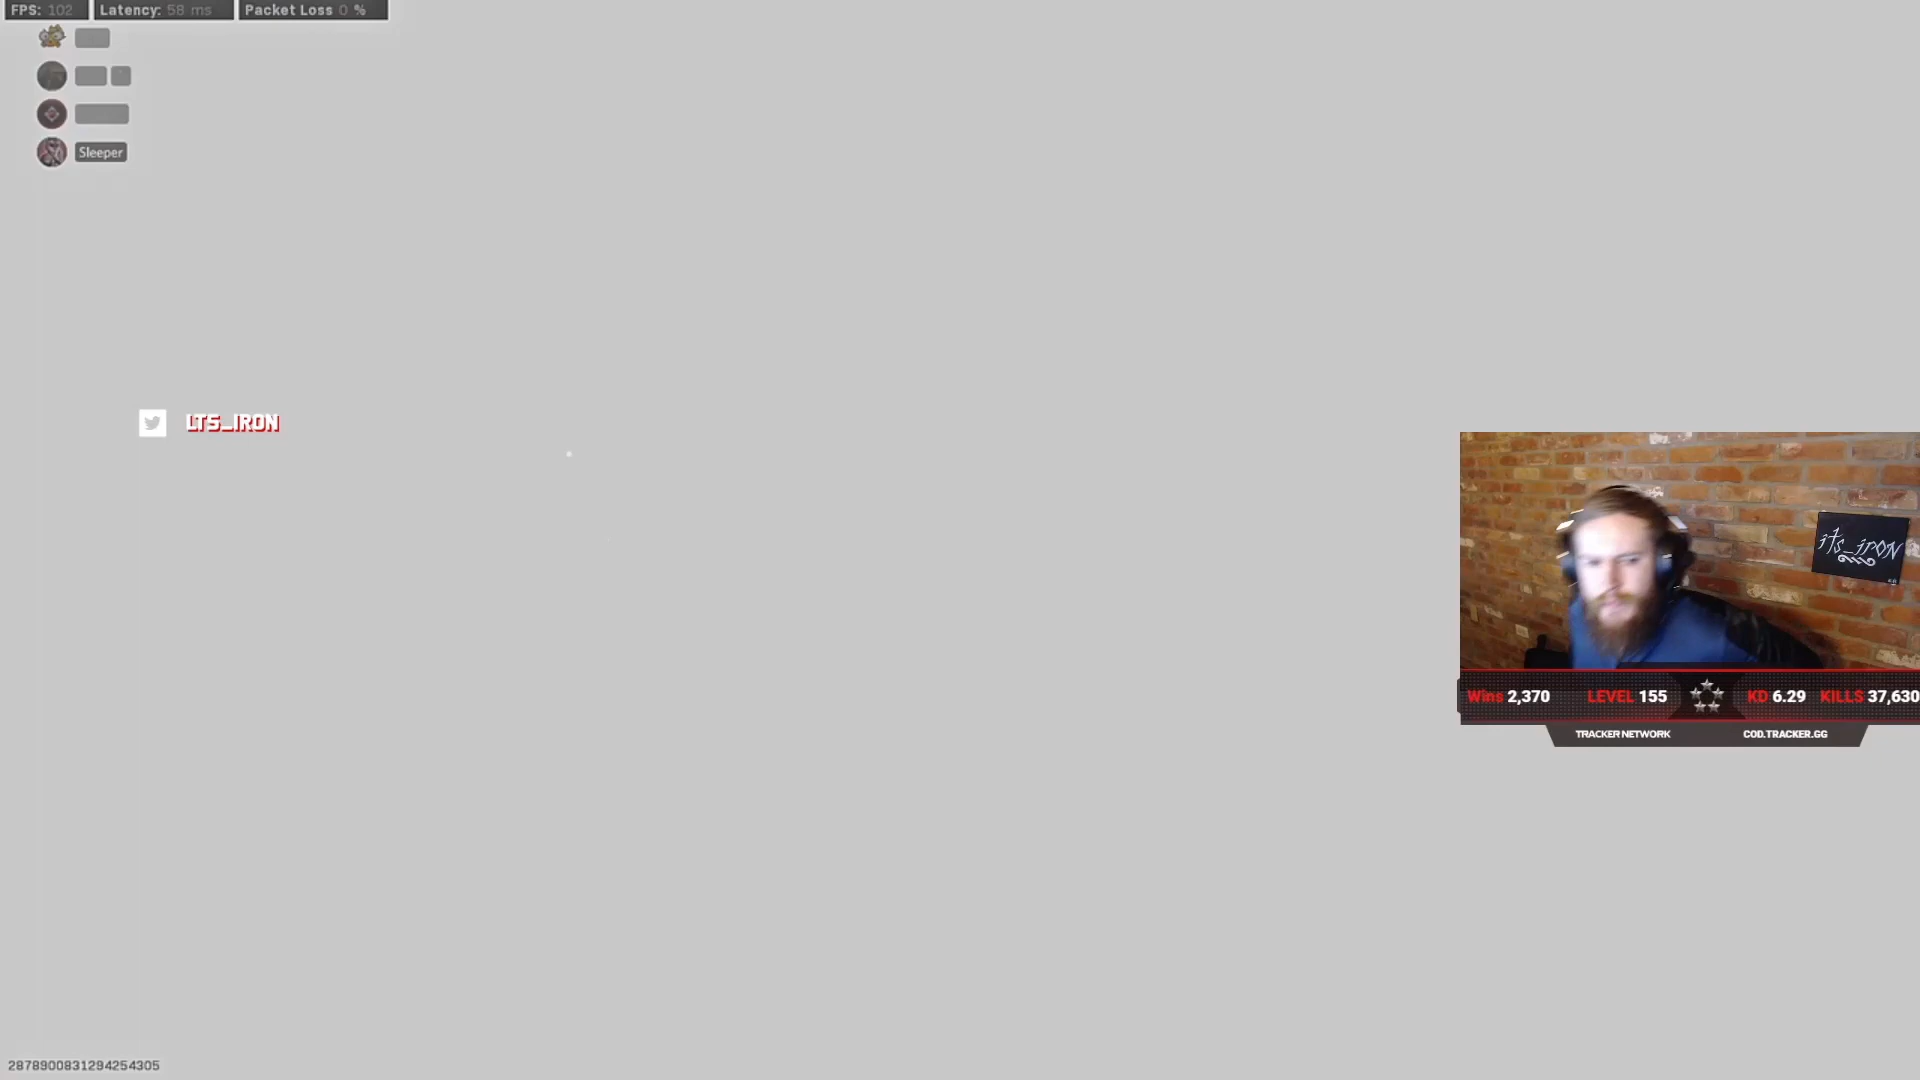 FPS: 102 Latency: 58 ms Packet Loss 0 %
Sleeper
LTS_IRON
its_iron
Wins 2,370 LEVEL 155 KD 6.29 KILLS 37,630
TRACKER NETWORK COD.TRACKER.GG
2878900831294254305